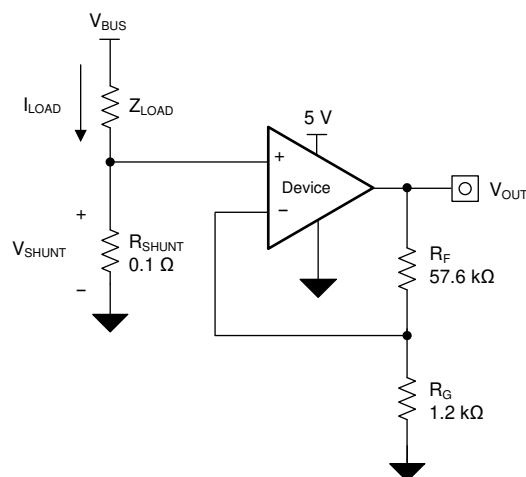 V_BUS
I_LOAD
Z_LOAD
5 V
+
Device
−
V_OUT
+
V_SHUNT
−
R_SHUNT
0.1 Ω
R_F
57.6 kΩ
R_G
1.2 kΩ